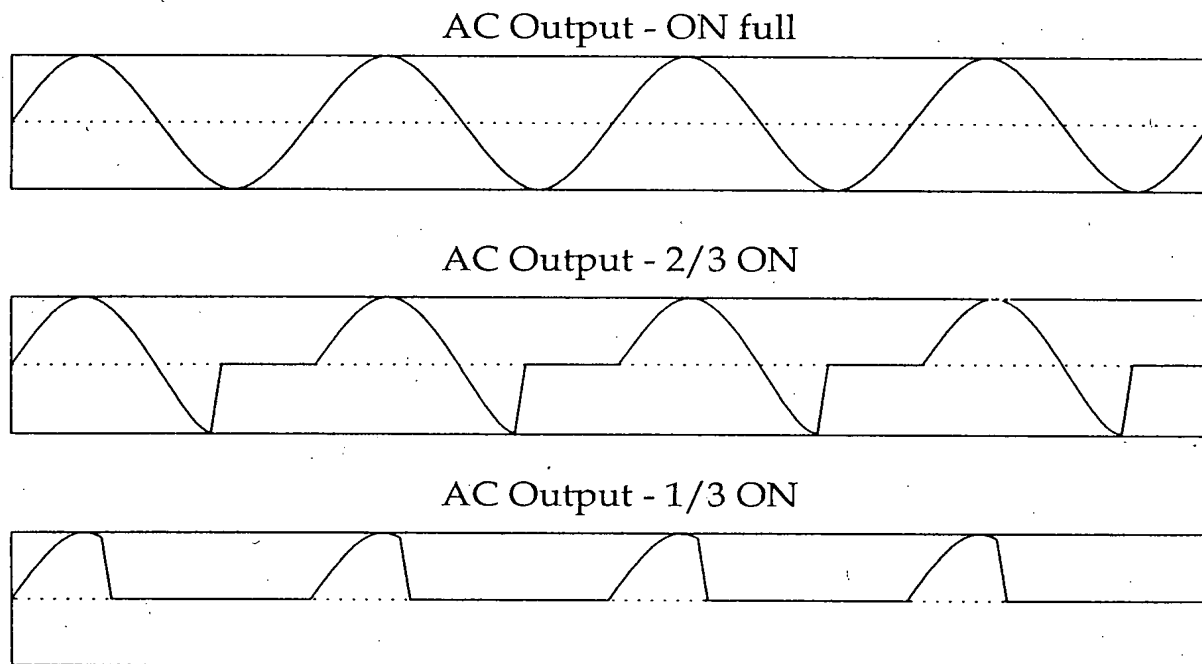 AC Output - ON full
AC Output - 2/3 ON
AC Output - 1/3 ON